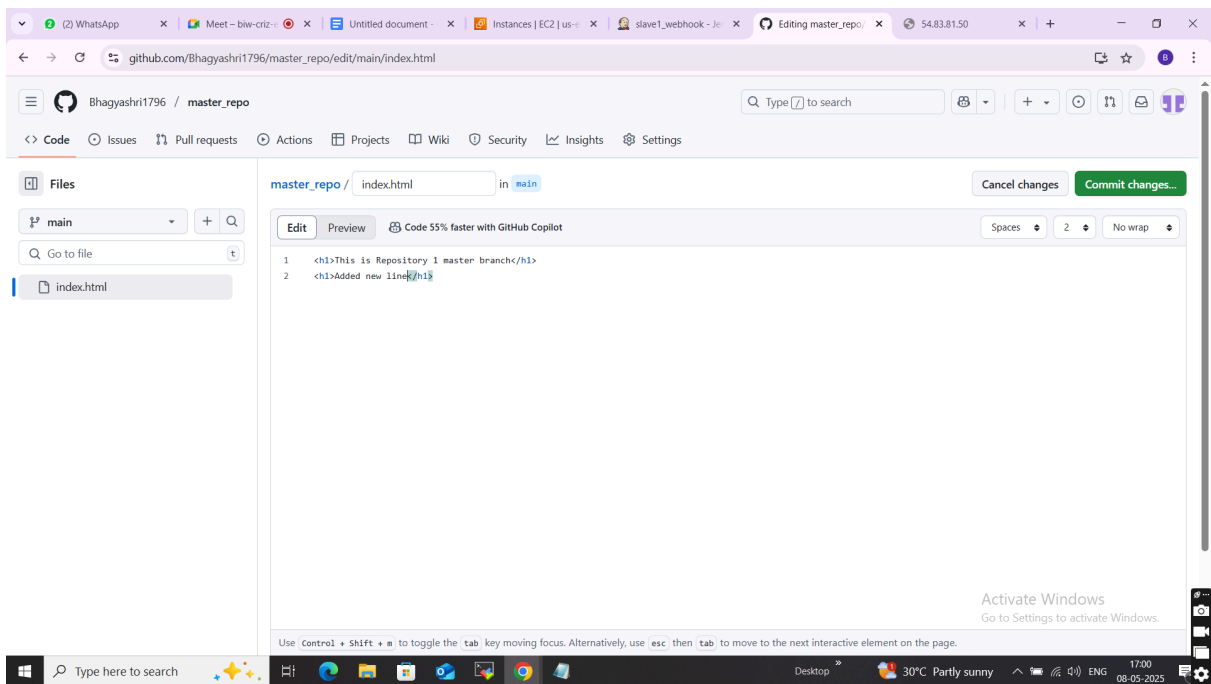 (2) WhatsApp
Meet – biw-criz-e
Untitled document -
Instances | EC2 | us-e
slave1_webhook - Je
Editing master_repo/
54.83.81.50
github.com/Bhagyashri1796/master_repo/edit/main/index.html
B
Bhagyashri1796 / master_repo
Type / to search
Code
Issues
Pull requests
Actions
Projects
Wiki
Security
Insights
Settings
Files
master_repo / index.html in main
Cancel changes
Commit changes...
main
Edit
Preview
Code 55% faster with GitHub Copilot
Spaces
2
No wrap
Go to file
t
index.html
1 <h1>This is Repository 1 master branch</h1>
2 <h1>Added new line</h1>
Activate Windows
Go to Settings to activate Windows.
Use Control + Shift + m to toggle the tab key moving focus. Alternatively, use esc then tab to move to the next interactive element on the page.
Type here to search
Desktop
30°C Partly sunny
ENG
17:00
08-05-2025